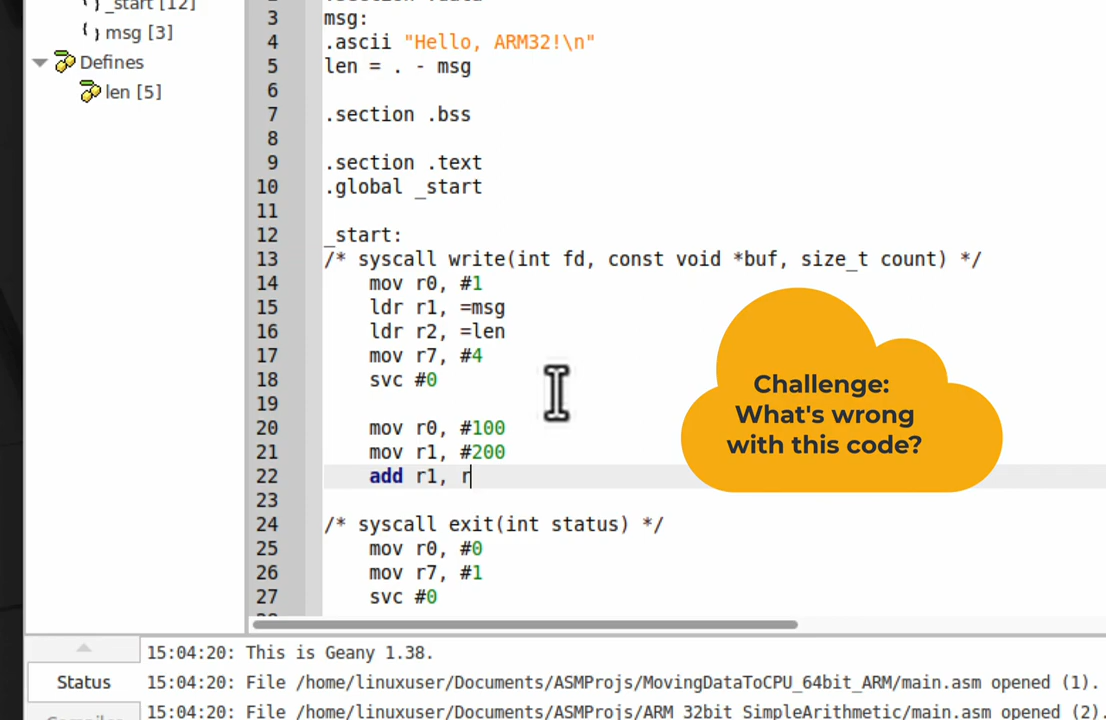 _start [12]
msg [3]
Defines
len [5]
3 msg:
4 .ascii "Hello, ARM32!\n"
5 len = . - msg
6
7 .section .bss
8
9 .section .text
10 .global _start
11
12 _start:
13 /* syscall write(int fd, const void *buf, size_t count) */
14 mov r0, #1
15 ldr r1, =msg
16 ldr r2, =len
17 mov r7, #4
18 svc #0
19
20 mov r0, #100
21 mov r1, #200
22 add r1, r
23
24 /* syscall exit(int status) */
25 mov r0, #0
26 mov r7, #1
27 svc #0
Challenge:
What's wrong
with this code?
Status
15:04:20: This is Geany 1.38.
15:04:20: File /home/linuxuser/Documents/ASMProjs/MovingDataToCPU_64bit_ARM/main.asm opened (1).
15:04:20: File /home/linuxuser/Documents/ASMProjs/ARM_32bit_SimpleArithmetic/main.asm opened (2).